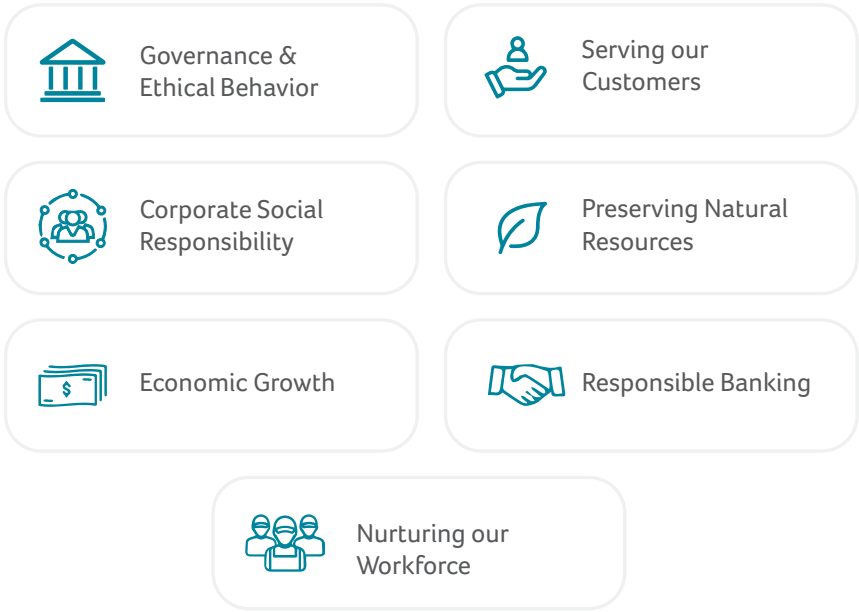 Governance &
Ethical Behavior
Serving our
Customers
Corporate Social
Responsibility
Preserving Natural
Resources
$
Economic Growth
Responsible Banking
Nurturing our
Workforce